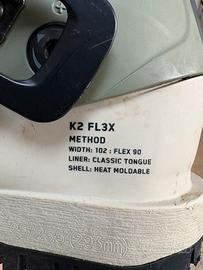 K2 FL3X
METHOD
WIDTH: 102 : FLEX 90
LINER: CLASSIC TONGUE
SHELL: HEAT MOLDABLE